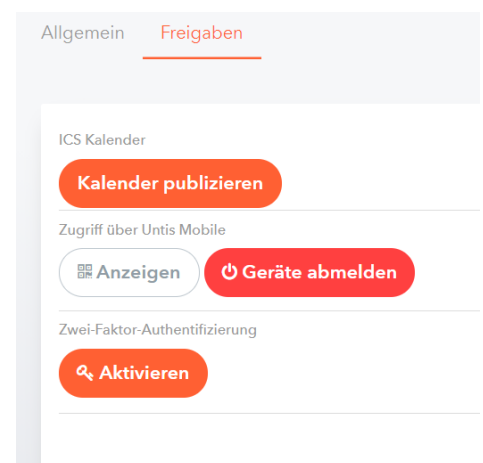 Allgemein Freigaben
ICS Kalender
Kalender publizieren
Zugriff über Untis Mobile
Anzeigen Geräte abmelden
Zwei-Faktor-Authentifizierung
Aktivieren